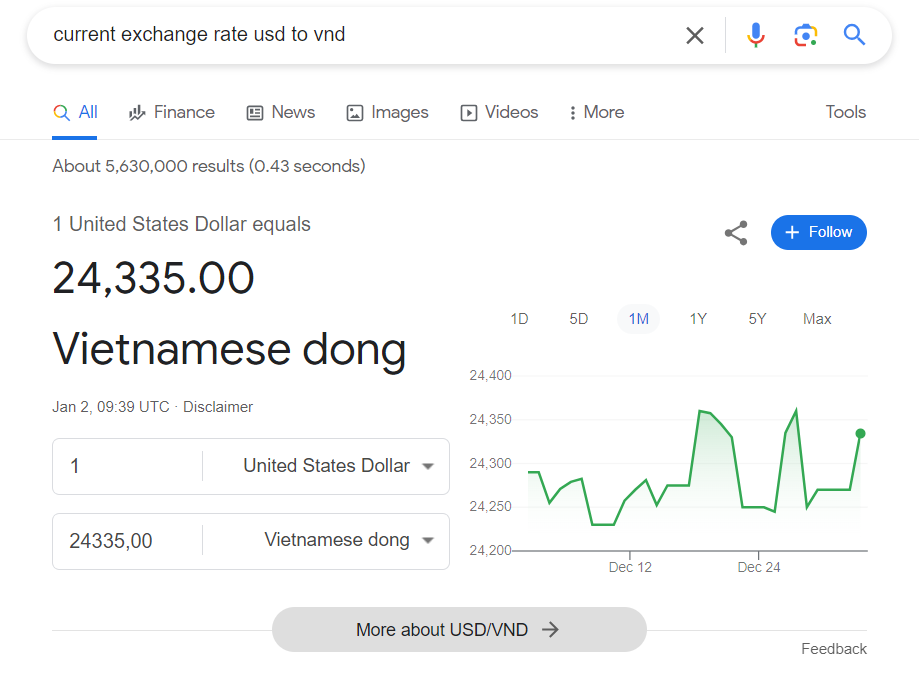 current exchange rate usd to vnd
All Finance News Images Videos More Tools
About 5,630,000 results (0.43 seconds)
1 United States Dollar equals
Follow
24,335.00
Vietnamese dong
Jan 2, 09:39 UTC · Disclaimer
1 United States Dollar
24335,00 Vietnamese dong
1D 5D 1M 1Y 5Y Max
24,400
24,350
24,300
24,250
24,200
Dec 12 Dec 24
More about USD/VND
Feedback